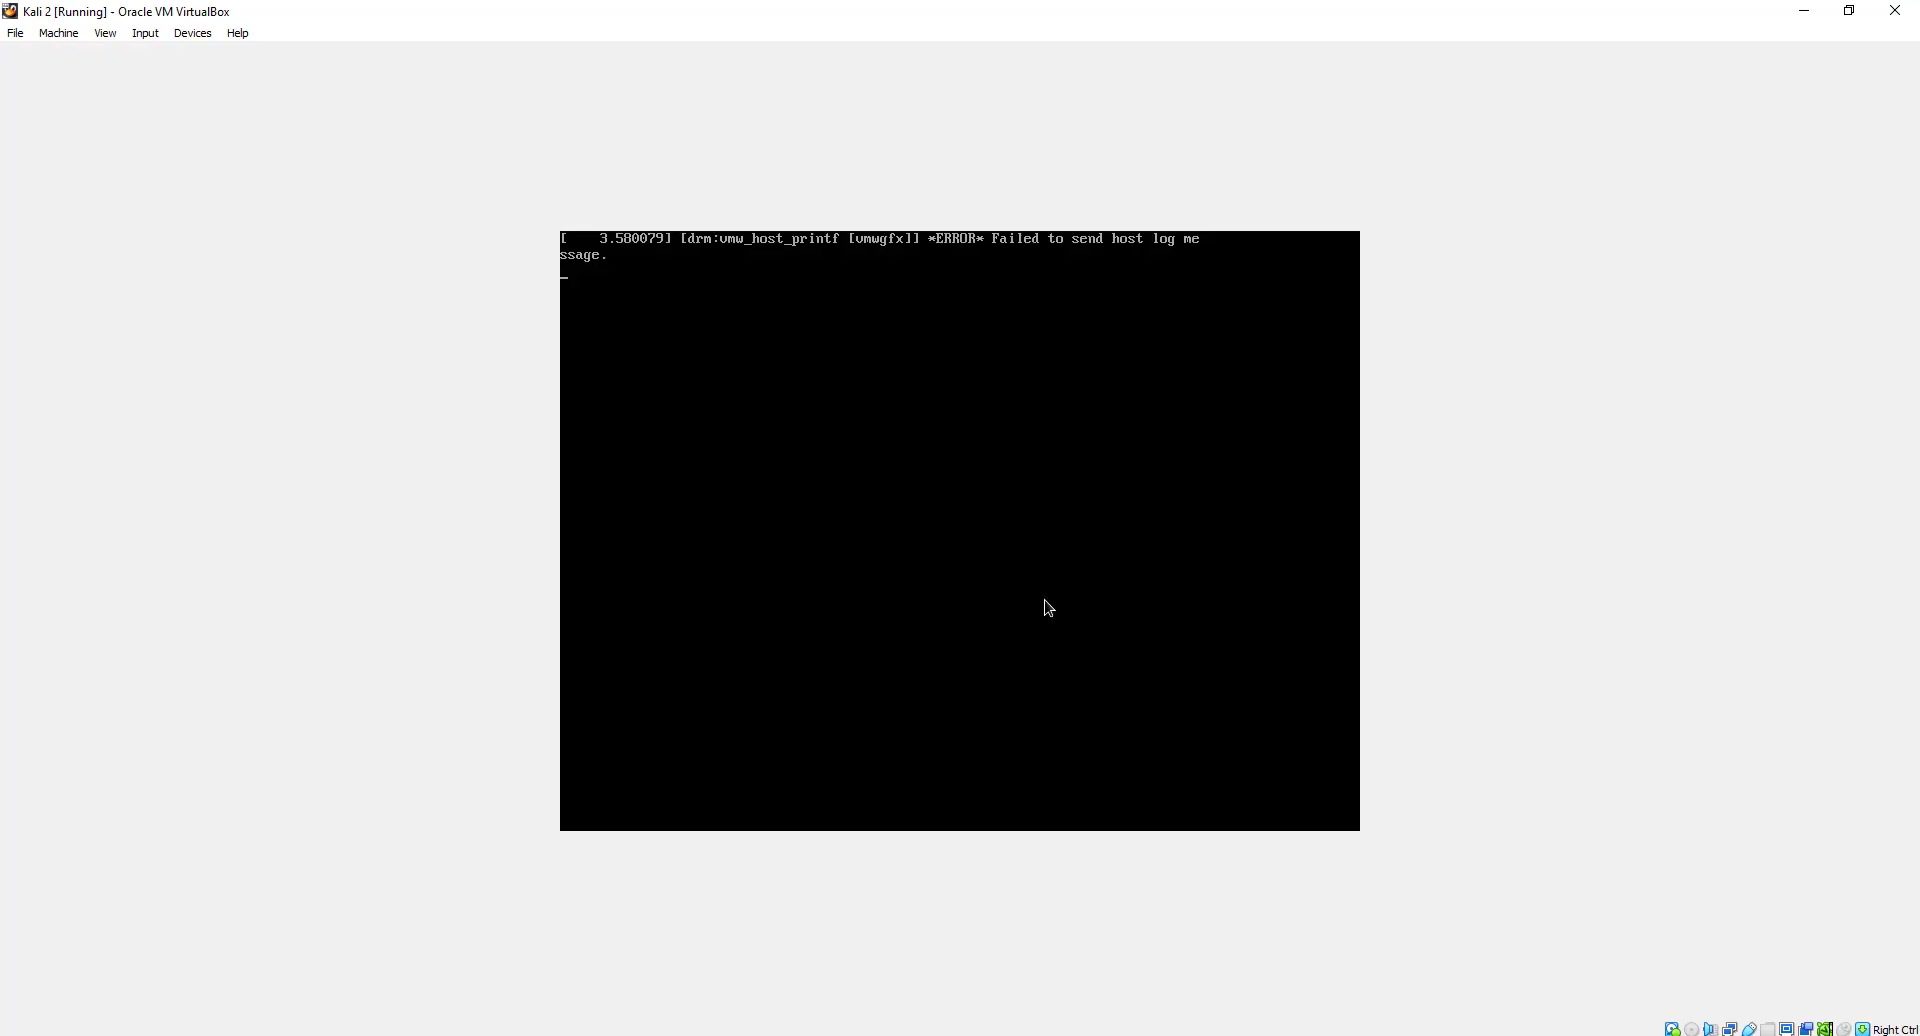 Kali 2 [Running] - Oracle VM VirtualBox
File Machine View Input Devices Help
[    3.580079] [drm:vmw_host_printf [vmwgfx]] *ERROR* Failed to send host log me
ssage.
Right Ctrl